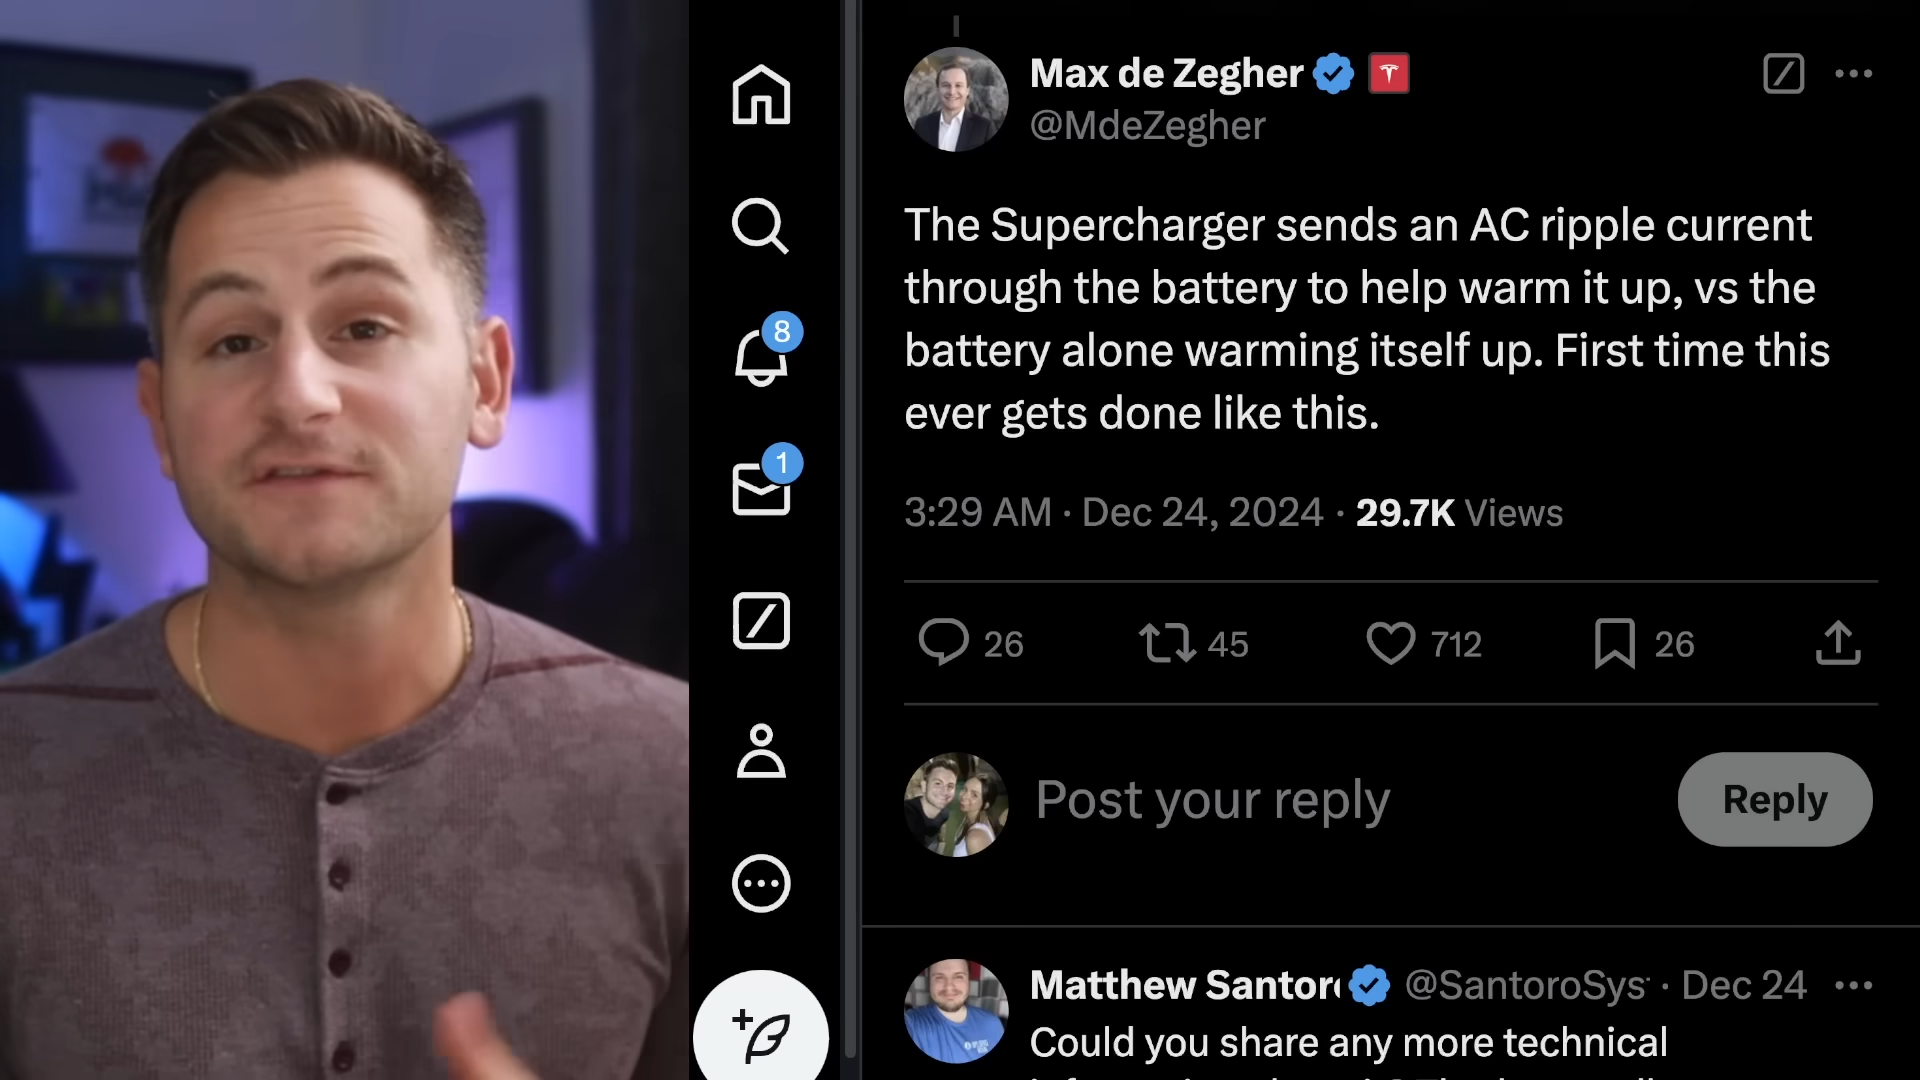 Max de Zegher
@MdeZegher
The Supercharger sends an AC ripple current
through the battery to help warm it up, vs the
battery alone warming itself up. First time this
ever gets done like this.
3:29 AM · Dec 24, 2024 · 29.7K Views
26 45 712 26
Post your reply
Reply
Matthew Santor @SantoroSys · Dec 24
Could you share any more technical
8
1